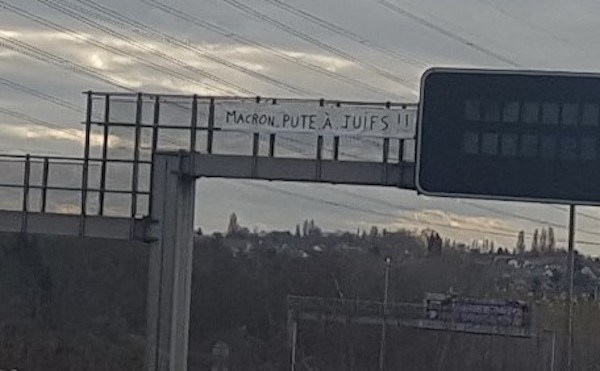 MACRON PUTE À JUIFS !!